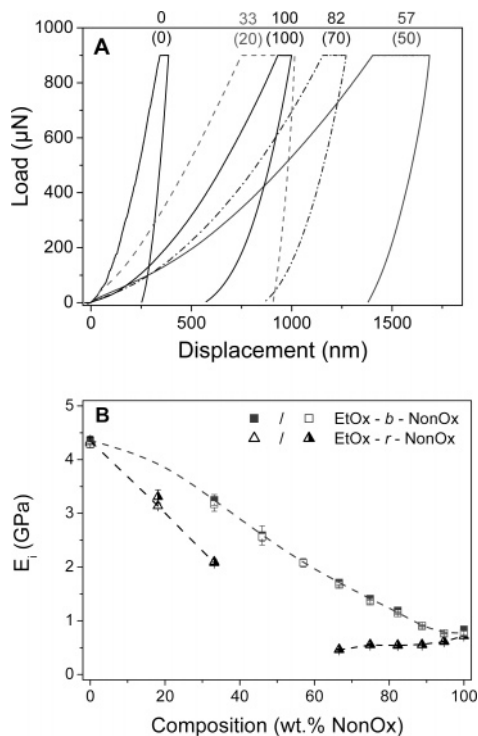 0 33 100 82 57
(0) (20) (100) (70) (50)
A
900
800
600
400
200
0
Load (µN)
0 500 1000 1500
Displacement (nm)
B
/ EtOx - b - NonOx
/ EtOx - r - NonOx
5
4
3
2
1
0
E_i (GPa)
0 20 40 60 80 100
Composition (wt.% NonOx)